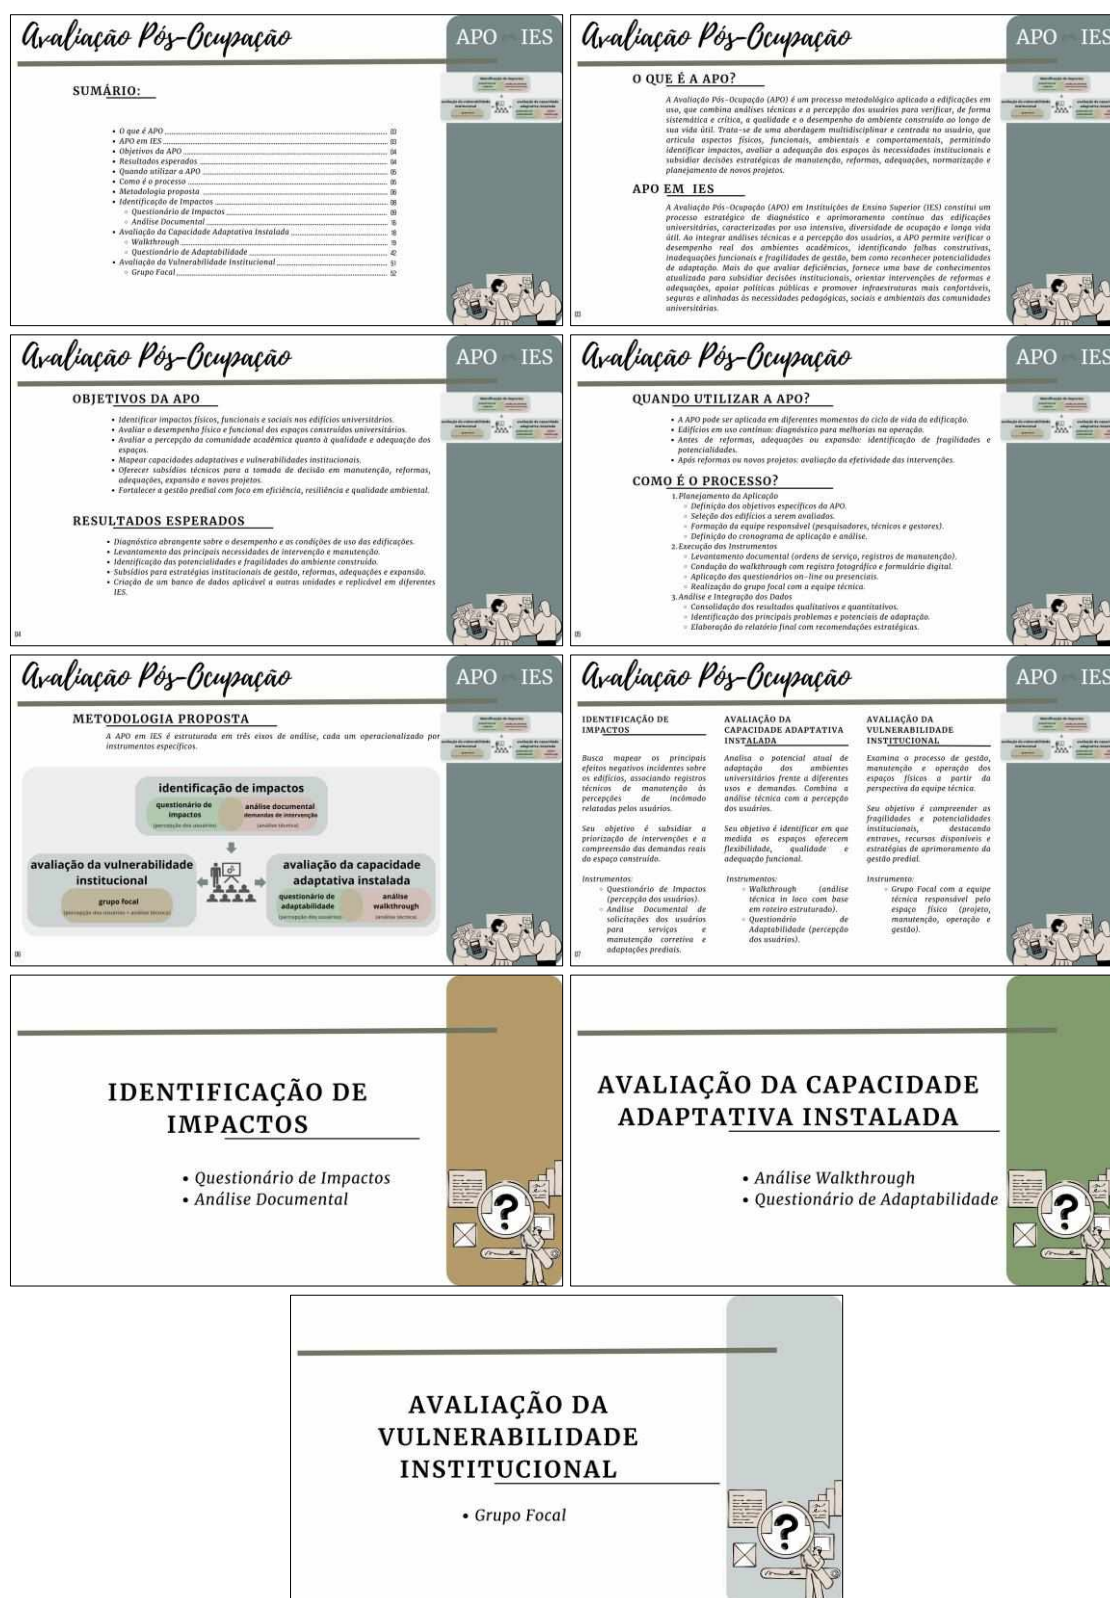 Avaliação Pós-Ocupação
APO IES
SUMÁRIO:
• O que é APO 03
• APO em IES 03
• Objetivos da APO 04
• Resultados esperados 04
• Quando utilizar a APO 05
• Como é o processo 05
• Metodologia proposta 06
• Identificação de Impactos 08
◦ Questionário de Impactos 09
◦ Análise Documental
• Avaliação da Capacidade Adaptativa Instalada
◦ Walkthrough
◦ Questionário de Adaptabilidade 42
• Avaliação da Vulnerabilidade Institucional 51
◦ Grupo Focal 52
Avaliação Pós-Ocupação
APO IES
O QUE É A APO?
A Avaliação Pós-Ocupação (APO) é um processo metodológico aplicado a edificações em
uso, que combina análises técnicas e a percepção dos usuários para verificar, de forma
sistemática e crítica, a qualidade e o desempenho do ambiente construído ao longo de
sua vida útil. Trata-se de uma abordagem multidisciplinar e centrada no usuário, que
articula aspectos físicos, funcionais, ambientais e comportamentais, permitindo
identificar impactos, avaliar a adequação dos espaços às necessidades institucionais e
subsidiar decisões estratégicas de manutenção, reformas, adequações, normatização e
planejamento de novos projetos.
APO EM IES
A Avaliação Pós-Ocupação (APO) em Instituições de Ensino Superior (IES) constitui um
processo estratégico de diagnóstico e aprimoramento contínuo das edificações
universitárias, caracterizadas por uso intensivo, diversidade de ocupação e longa vida
útil. Ao integrar análises técnicas e a percepção dos usuários, a APO permite verificar o
desempenho real dos ambientes acadêmicos, identificando falhas construtivas,
inadequações funcionais e fragilidades de gestão, bem como reconhecer potencialidades
de adaptação. Mais do que avaliar deficiências, fornece uma base de conhecimentos
atualizada para subsidiar decisões institucionais, orientar intervenções de reformas e
adequações, apoiar políticas públicas e promover infraestruturas mais confortáveis,
seguras e alinhadas às necessidades pedagógicas, sociais e ambientais das comunidades
universitárias.
03
Avaliação Pós-Ocupação
APO IES
OBJETIVOS DA APO
• Identificar impactos físicos, funcionais e sociais nos edifícios universitários.
• Avaliar o desempenho físico e funcional dos espaços construídos universitários.
• Avaliar a percepção da comunidade acadêmica quanto à qualidade e adequação dos
espaços.
• Mapear capacidades adaptativas e vulnerabilidades institucionais.
• Oferecer subsídios técnicos para a tomada de decisão em manutenção, reformas,
adequações, expansão e novos projetos.
• Fortalecer a gestão predial com foco em eficiência, resiliência e qualidade ambiental.
RESULTADOS ESPERADOS
• Diagnóstico abrangente sobre o desempenho e as condições de uso das edificações.
• Levantamento das principais necessidades de intervenção e manutenção.
• Identificação das potencialidades e fragilidades do ambiente construído.
• Subsídios para estratégias institucionais de gestão, reformas, adequações e expansão.
• Criação de um banco de dados aplicável a outras unidades e replicável em diferentes
IES.
04
Avaliação Pós-Ocupação
APO IES
QUANDO UTILIZAR A APO?
• A APO pode ser aplicada em diferentes momentos do ciclo de vida da edificação.
• Edifícios em uso contínuo: diagnóstico para melhorias na operação.
• Antes de reformas, adequações ou expansão: identificação de fragilidades e
potencialidades.
• Após reformas ou novos projetos: avaliação da efetividade das intervenções.
COMO É O PROCESSO?
1. Planejamento da Aplicação
◦ Definição dos objetivos específicos da APO.
◦ Seleção dos edifícios a serem avaliados.
◦ Formação da equipe responsável (pesquisadores, técnicos e gestores).
◦ Definição do cronograma de aplicação e análise.
2. Execução dos Instrumentos
◦ Levantamento documental (ordens de serviço, registros de manutenção).
◦ Condução do walkthrough com registro fotográfico e formulário digital.
◦ Aplicação dos questionários on-line ou presenciais.
◦ Realização do grupo focal com a equipe técnica.
3. Análise e Integração dos Dados
◦ Consolidação dos resultados qualitativos e quantitativos.
◦ Identificação dos principais problemas e potenciais de adaptação.
◦ Elaboração do relatório final com recomendações estratégicas.
05
Avaliação Pós-Ocupação
APO IES
METODOLOGIA PROPOSTA
A APO em IES é estruturada em três eixos de análise, cada um operacionalizado por
instrumentos específicos.
identificação de impactos
questionário de
impactos
(percepção dos usuários)
análise documental
demandas de intervenção
(análise técnica)
avaliação da vulnerabilidade
institucional
grupo focal
(percepção dos usuários + análise técnica)
avaliação da capacidade
adaptativa instalada
questionário de
adaptabilidade
(percepção dos usuários)
análise
walkthrough
(análise técnica)
06
Avaliação Pós-Ocupação
APO IES
IDENTIFICAÇÃO DE
IMPACTOS
Busca mapear os principais
efeitos negativos incidentes sobre
os edifícios, associando registros
técnicos de manutenção às
percepções de incômodo
relatadas pelos usuários.
Seu objetivo é subsidiar a
priorização de intervenções e a
compreensão das demandas reais
do espaço construído.
Instrumentos:
◦ Questionário de Impactos
(percepção dos usuários).
◦ Análise Documental de
solicitações dos usuários
para serviços e
manutenção corretiva e
adaptações prediais.
AVALIAÇÃO DA
CAPACIDADE ADAPTATIVA
INSTALADA
Analisa o potencial atual de
adaptação dos ambientes
universitários frente a diferentes
usos e demandas. Combina a
análise técnica com a percepção
dos usuários.
Seu objetivo é identificar em que
medida os espaços oferecem
flexibilidade, qualidade e
adequação funcional.
Instrumentos:
◦ Walkthrough (análise
técnica in loco com base
em roteiro estruturado).
◦ Questionário de
Adaptabilidade (percepção
dos usuários).
AVALIAÇÃO DA
VULNERABILIDADE
INSTITUCIONAL
Examina o processo de gestão,
manutenção e operação dos
espaços físicos a partir da
perspectiva da equipe técnica.
Seu objetivo é compreender as
fragilidades e potencialidades
institucionais, destacando
entraves, recursos disponíveis e
estratégias de aprimoramento da
gestão predial.
Instrumento:
◦ Grupo Focal com a equipe
técnica responsável pelo
espaço físico (projeto,
manutenção, operação e
gestão).
07
IDENTIFICAÇÃO DE
IMPACTOS
• Questionário de Impactos
• Análise Documental
AVALIAÇÃO DA CAPACIDADE
ADAPTATIVA INSTALADA
• Análise Walkthrough
• Questionário de Adaptabilidade
AVALIAÇÃO DA
VULNERABILIDADE
INSTITUCIONAL
• Grupo Focal